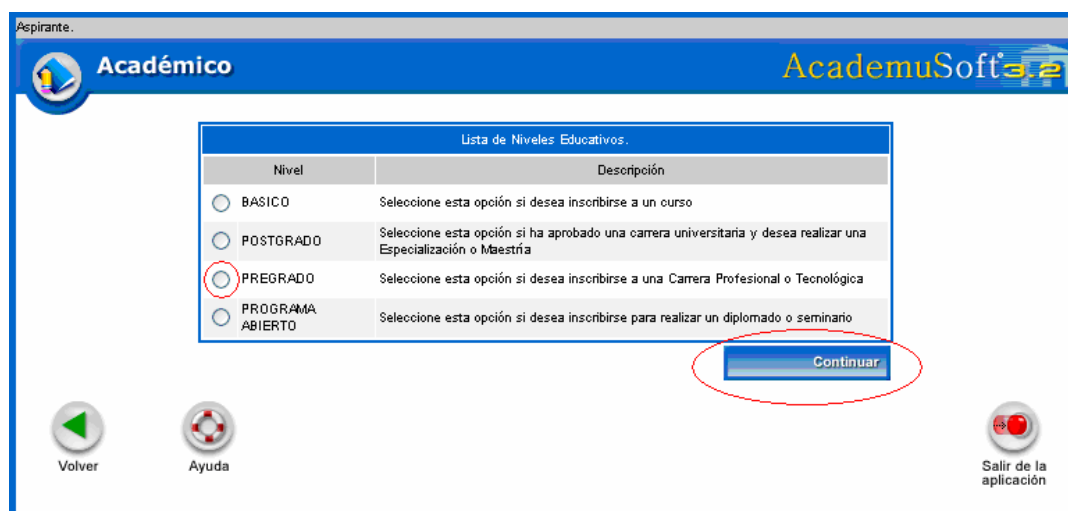 Aspirante.
Académico
AcademuSoft 3.2
Lista de Niveles Educativos.
Nivel Descripción
BASICO Seleccione esta opción si desea inscribirse a un curso
POSTGRADO Seleccione esta opción si ha aprobado una carrera universitaria y desea realizar una
Especialización o Maestría
PREGRADO Seleccione esta opción si desea inscribirse a una Carrera Profesional o Tecnológica
PROGRAMA
ABIERTO Seleccione esta opción si desea inscribirse para realizar un diplomado o seminario
Continuar
Volver
Ayuda
Salir de la
aplicación